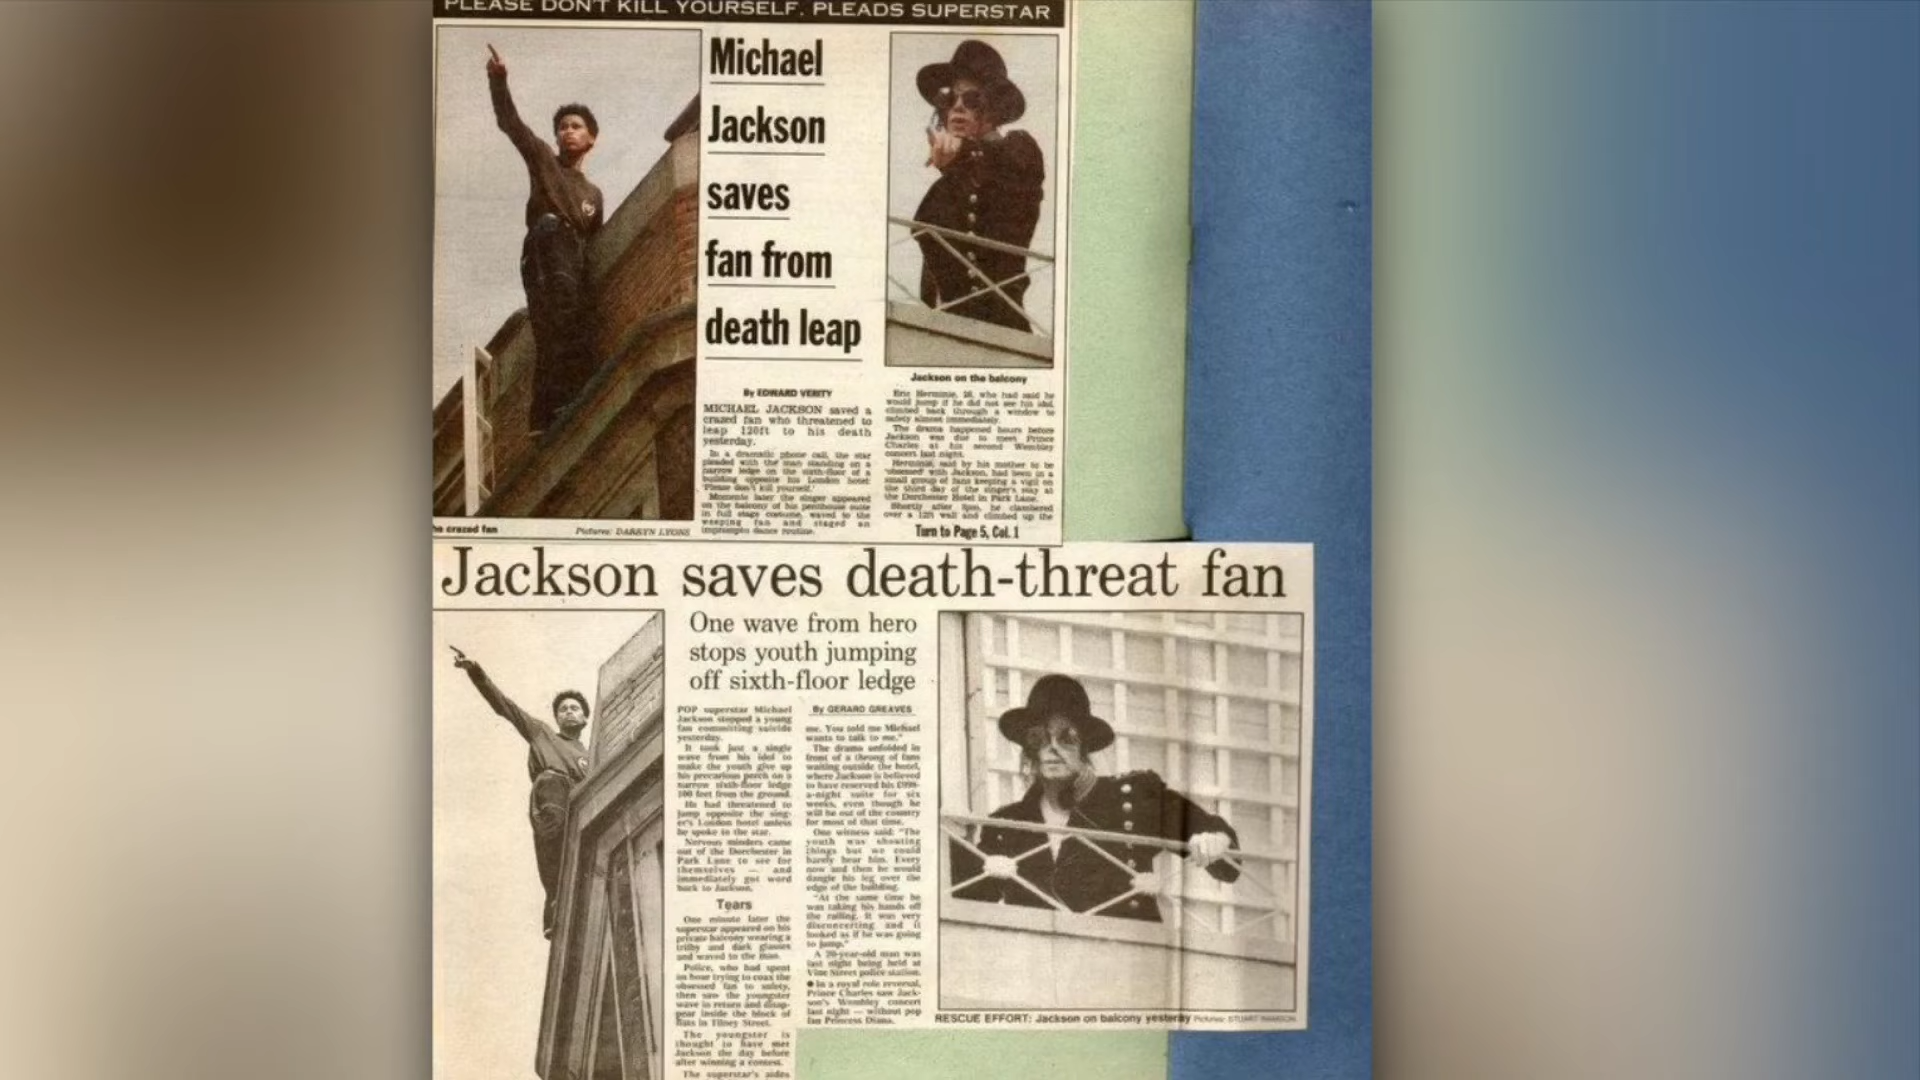 PLEASE DON'T KILL YOURSELF, PLEADS SUPERSTAR
Michael
Jackson
saves
fan from
death leap
By EDWARD VERITY
MICHAEL JACKSON saved a
crazed fan who threatened to
leap 120ft to his death
yesterday.
In a dramatic phone call, the star
pleaded with the man standing on a
narrow ledge on the sixth-floor of a
building opposite his London hotel:
'Please don't kill yourself.'
Moments later the singer appeared
on the balcony of his penthouse suite
in full stage costume, waved to the
weeping fan and staged an
impromptu dance routine.
Jackson on the balcony
Eric Herminie, 28, who had said he
would jump if he did not see his idol,
climbed back through a window to
safety almost immediately.
The drama happened hours before
Jackson was due to meet Prince
Charles at his second Wembley
concert last night.
Herminie, said by his mother to be
'obsessed' with Jackson, had been in a
small group of fans keeping a vigil on
the third day of the singer's stay at
the Dorchester Hotel in Park Lane.
Shortly after 5pm, he clambered
over a 12ft wall and climbed up the
Turn to Page 5, Col. 1
he crazed fan
Pictures: DARRYN LYONS
Jackson saves death-threat fan
One wave from hero
stops youth jumping
off sixth-floor ledge
POP superstar Michael
Jackson stopped a young
fan committing suicide
yesterday.
It took just a single
wave from his idol to
make the youth give up
his precarious perch on a
narrow sixth-floor ledge
100 feet from the ground.
He had threatened to
jump opposite the sing-
er's London hotel unless
he spoke to the star.
Nervous minders came
out of the Dorchester in
Park Lane to see for
themselves — and
immediately got word
back to Jackson.
Tears
One minute later the
superstar appeared on his
private balcony wearing a
trilby and dark glasses
and waved to the man.
Police, who had spent
an hour trying to coax the
obsessed fan to safety,
then saw the youngster
wave in return and disap-
pear inside the block of
flats in Tilney Street.
The youngster is
thought to have met
Jackson the day before
after winning a contest.
The superstar's aides
By GERARD GREAVES
me. You told me Michael
wants to talk to me."
The drama unfolded in
front of a throng of fans
waiting outside the hotel,
where Jackson is believed
to have reserved his
a-night suite for six
weeks, even though he
will be out of the country
for most of that time.
One witness said: "The
youth was shouting
things but we could
barely hear him. Every
now and then he would
dangle his leg over the
edge of the building.
"At the same time he
was taking his hands off
the railing. It was very
disconcerting and it
looked as if he was going
to jump."
A 20-year-old man was
last night being held at
Vine Street police station.
● In a royal role reversal,
Prince Charles saw Jack-
son's Wembley concert
last night — without pop
fan Princess Diana.
RESCUE EFFORT: Jackson on balcony yesterday Pictures: STUART